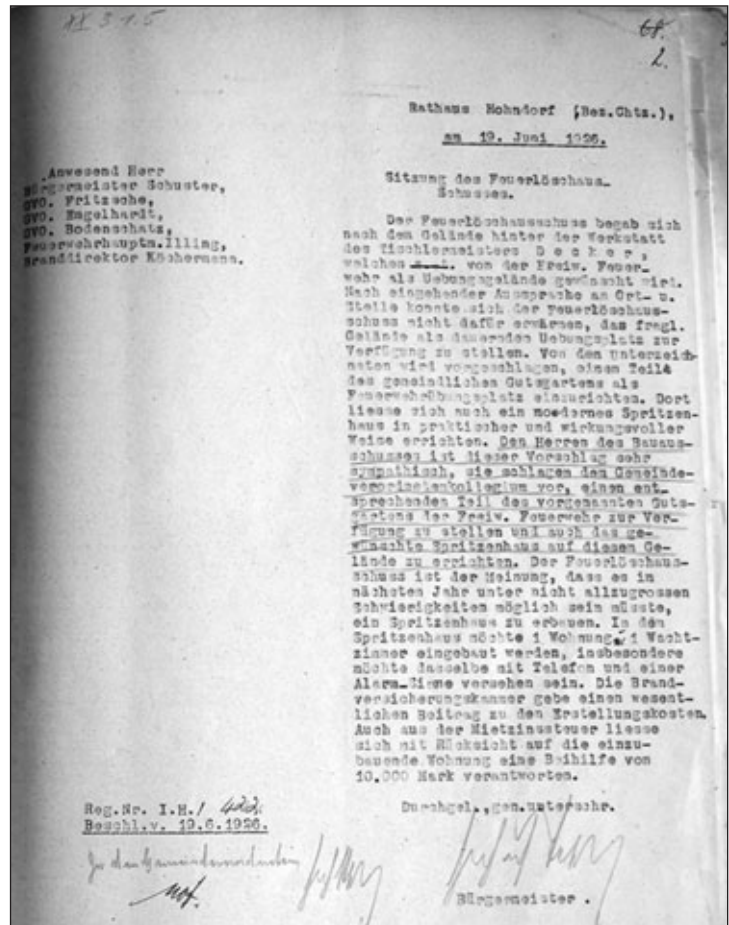 XX 3 1.5
68.
2.
Rathaus Hohndorf (Bez.Chtz.),
am 19. Juni 1926.
Anwesend Herr
Bürgermeister Schuster,
GVO. Fritzsche,
GVO. Engelhardt,
GVO. Bodenschatz,
Feuerwehrhauptm.Illing,
Branddirektor Köchermann.
Sitzung des Feuerlöschaus_
Schusses.
Der Feuerlöschausschuss begab sich
nach dem Gelände hinter der Werkstatt
des Tischlermeisters D e c k e r,
welches von der Freiw. Feuer_
wehr als Uebungsgelände gewünscht wird.
Nach eingehender Aussprache an Ort- u.
Stelle konnte sich der Feuerlöschaus-
schuss nicht dafür erwärmen, das fragl.
Gelände als dauernden Uebungsplatz zur
Verfügung zu stellen. Von den Unterzeich-
neten wird vorgeschlagen, einen Teil
des gemeindlichen Gutsgartens als
Feuerwehrübungsplatz einzurichten. Dort
liesse sich auch ein modernes Spritzen-
haus in praktischer und wirkungsvoller
Weise errichten. Den Herren des Bauaus-
schusses ist dieser Vorschlag sehr
sympathisch, sie schlagen dem Gemeinde-
verordnetenkollegium vor, einen ent_
sprechenden Teil des vorgenannten Guts-
gartens der Freiw. Feuerwehr zur Ver-
fügung zu stellen und auch das ge-
wünschte Spritzenhaus auf diesem Ge-
lände zu errichten. Der Feuerlöschaus-
schuss ist der Meinung, dass es im
nächsten Jahr unter nicht allzugrossen
Schwierigkeiten möglich sein müsste,
ein Spritzenhaus zu erbauen. In dem
Spritzenhaus möchte 1 Wohnung, 1 Wacht-
zimmer eingebaut werden, insbesondere
möchte dasselbe mit Telefon und einer
Alarm_Sirene versehen sein. Die Brand-
versicherungskammer gebe einen wesent-
lichen Beitrag zu den Erstellungskosten.
Auch aus der Mietzinssteuer liesse
sich mit Rücksicht auf die einzu-
bauende Wohnung eine Beihilfe von
10.000 Mark verantworten.
Reg.Nr. I.H./
Beschl.v. 19.6.1926.
Durchgel.,gen.unterschr.
Bürgermeister .